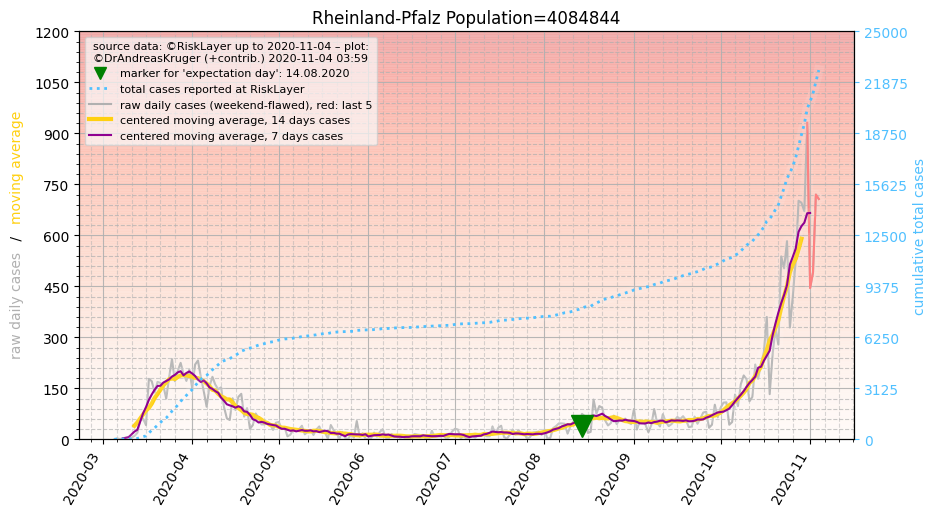 Rheinland-Pfalz Population=4084844
source data: ©RiskLayer up to 2020-11-04 – plot:
©DrAndreasKruger (+contrib.) 2020-11-04 03:59
marker for 'expectation day': 14.08.2020
total cases reported at RiskLayer
raw daily cases (weekend-flawed), red: last 5
centered moving average, 14 days cases
centered moving average, 7 days cases
raw daily cases / moving average
1200
1050
900
750
600
450
300
150
0
25000
21875
18750
15625
12500
9375
6250
3125
0
cumulative total cases
2020-03
2020-04
2020-05
2020-06
2020-07
2020-08
2020-09
2020-10
2020-11